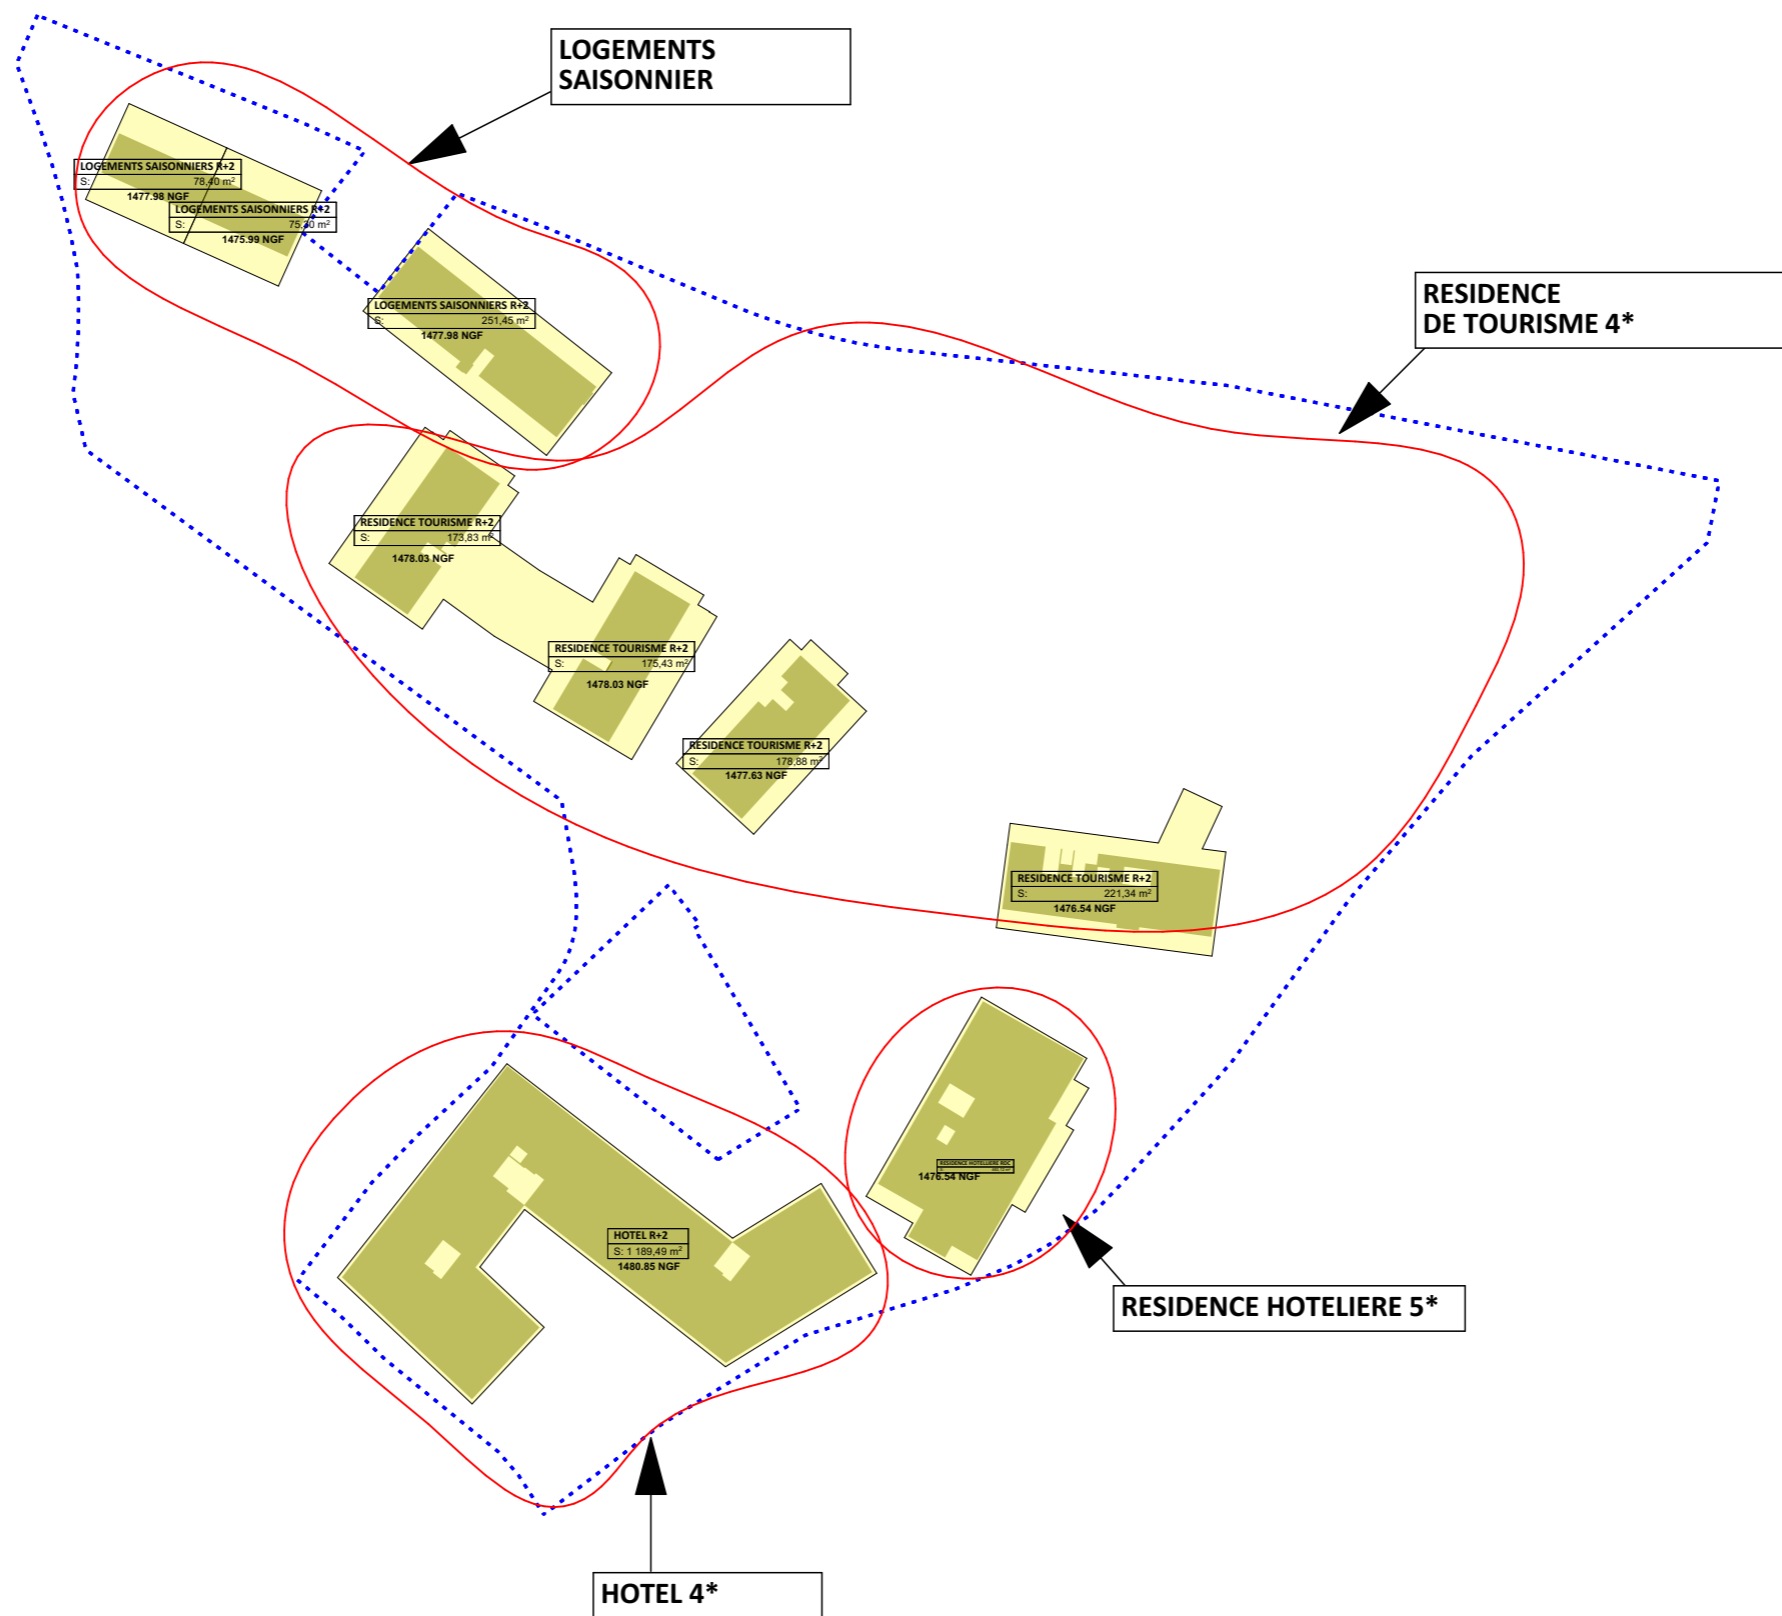 LOGEMENTS
SAISONNIER
LOGEMENTS SAISONNIERS R+2
S: 78,40 m²
1477.98 NGF
LOGEMENTS SAISONNIERS R+2
S: 75,30 m²
1475.99 NGF
LOGEMENTS SAISONNIERS R+2
S: 251,45 m²
1477.98 NGF
RESIDENCE
DE TOURISME 4*
RESIDENCE TOURISME R+2
S: 173,83 m²
1478.03 NGF
RESIDENCE TOURISME R+2
S: 175,43 m²
1478.03 NGF
RESIDENCE TOURISME R+2
S: 178,88 m²
1477.63 NGF
RESIDENCE TOURISME R+2
S: 221,34 m²
1476.54 NGF
RESIDENCE HOTELIERE RDC
1476.54 NGF
HOTEL R+2
S: 1 189,49 m²
1480.85 NGF
RESIDENCE HOTELIERE 5*
HOTEL 4*